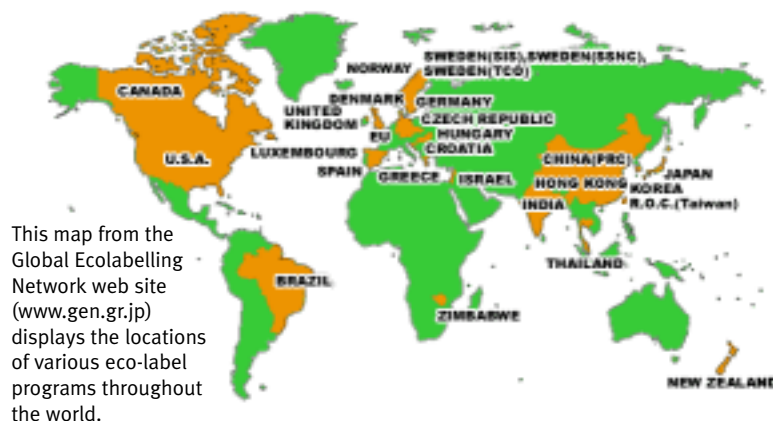 SWEDEN(SIS),SWEDEN(SSNC),
NORWAY SWEDEN(TCO)
CANADA
DENMARK GERMANY
UNITED
KINGDOM
CZECH REPUBLIC
EU HUNGARY
LUXEMBOURG CROATIA
U.S.A.
CHINA(PRC)
SPAIN GREECE ISRAEL JAPAN
HONG KONG KOREA
INDIA R.O.C.(Taiwan)
THAILAND
BRAZIL
ZIMBABWE
NEW ZEALAND
This map from the
Global Ecolabelling
Network web site
(www.gen.gr.jp)
displays the locations
of various eco-label
programs throughout
the world.